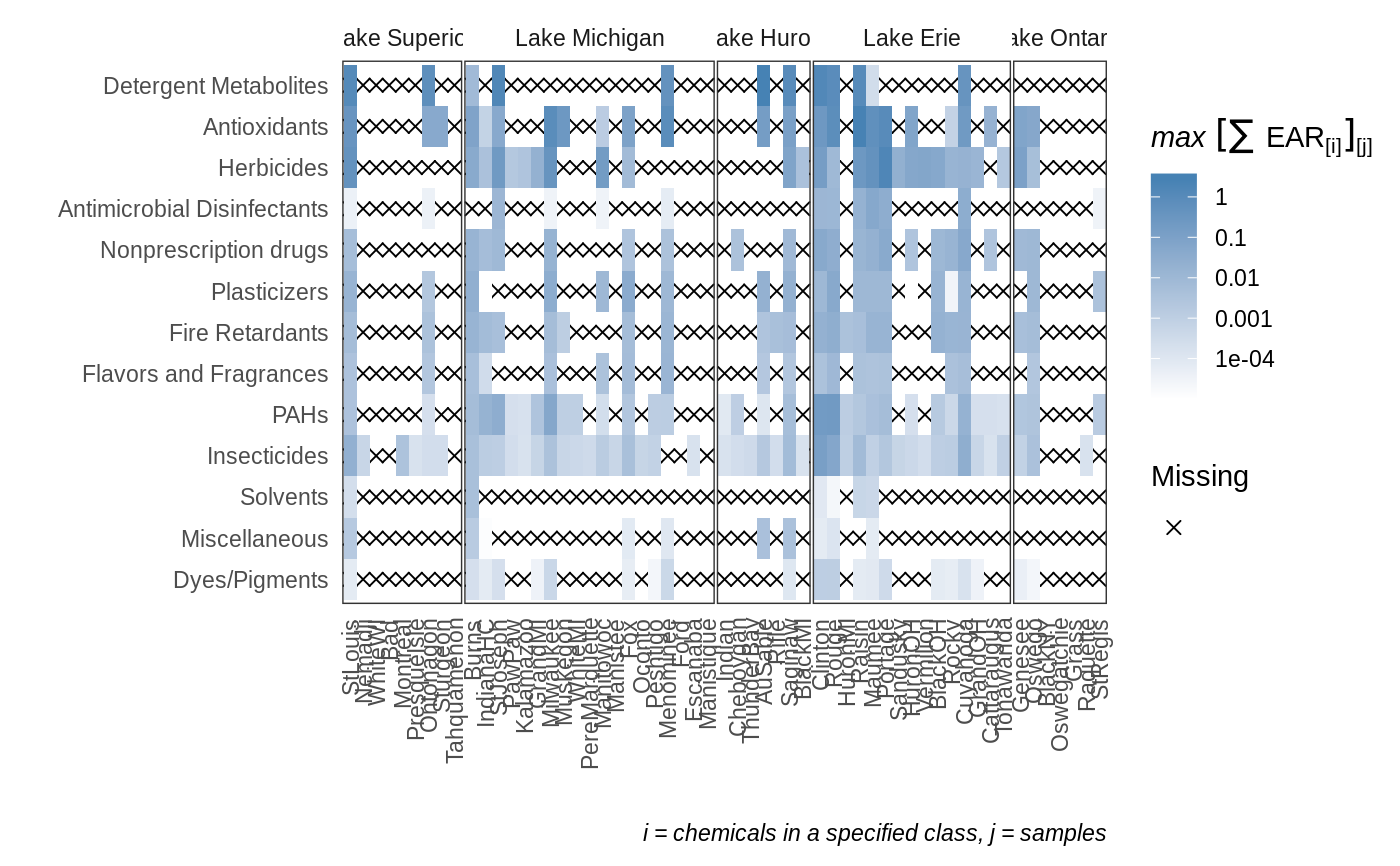 ake Superic
Lake Michigan
ake Huro
Lake Erie
ake Ontar
Detergent Metabolites
Antioxidants
Herbicides
Antimicrobial Disinfectants
Nonprescription drugs
Plasticizers
Fire Retardants
Flavors and Fragrances
PAHs
Insecticides
Solvents
Miscellaneous
Dyes/Pigments
max [∑ EAR[i]][j]
1
0.1
0.01
0.001
1e-04
Missing
StLouis
Nemadji
WhiteWI
Bad
Montreal
PresqueIsle
Ontonagon
Sturgeon
Tahquamenon
Burns
IndianaHC
StJoseph
PawPaw
Kalamazoo
GrandMI
Milwaukee
Muskegon
WhiteMI
PereMarquette
Manitowoc
Manistee
Fox
Oconto
Peshtigo
Menominee
Ford
Escanaba
Manistique
Indian
Cheboygan
ThunderBay
AuSable
Rifle
Saginaw
BlackMI
Clinton
Rouge
HuronMI
Raisin
Maumee
Portage
Sandusky
HuronOH
Vermilion
BlackOH
Rocky
Cuyahoga
GrandOH
Cattaraugus
Tonawanda
Genesee
Oswego
BlackNY
Oswegatchie
Grass
Raquette
StRegis
i = chemicals in a specified class, j = samples